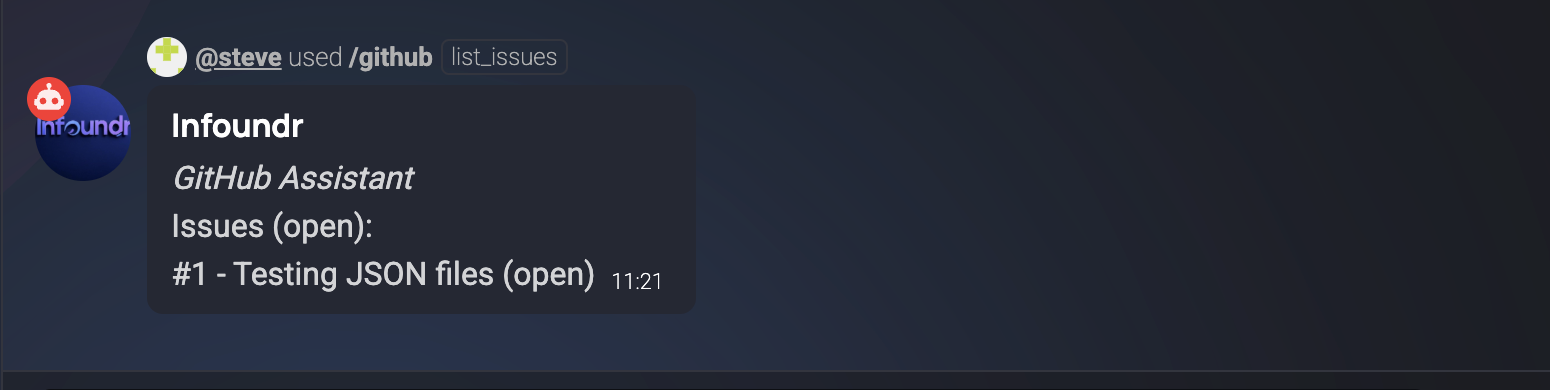 @steve used /github list_issues
Infoundr
Infoundr
GitHub Assistant
Issues (open):
#1 - Testing JSON files (open) 11:21